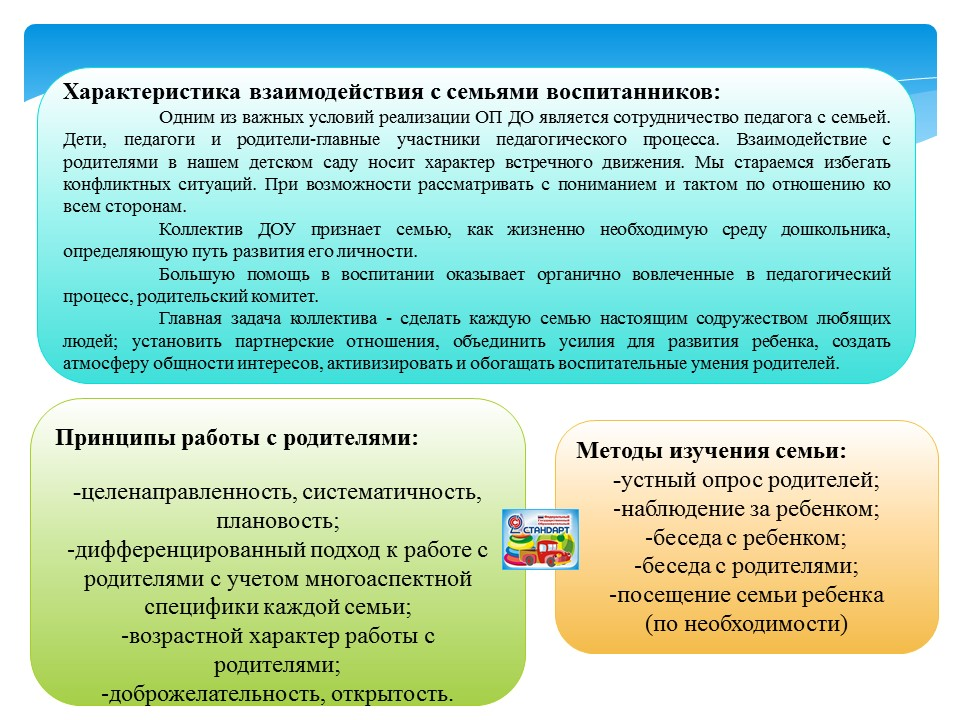 Характеристика взаимодействия с семьями воспитанников:
Одним из важных условий реализации ОП ДО является сотрудничество педагога с семьей.
Дети, педагоги и родители-главные участники педагогического процесса. Взаимодействие с
родителями в нашем детском саду носит характер встречного движения. Мы стараемся избегать
конфликтных ситуаций. При возможности рассматривать с пониманием и тактом по отношению ко
всем сторонам.
Коллектив ДОУ признает семью, как жизненно необходимую среду дошкольника,
определяющую путь развития его личности.
Большую помощь в воспитании оказывает органично вовлеченные в педагогический
процесс, родительский комитет.
Главная задача коллектива - сделать каждую семью настоящим содружеством любящих
людей; установить партнерские отношения, объединить усилия для развития ребенка, создать
атмосферу общности интересов, активизировать и обогащать воспитательные умения родителей.
Принципы работы с родителями:
-целенаправленность, систематичность,
плановость;
-дифференцированный подход к работе с
родителями с учетом многоаспектной
специфики каждой семьи;
-возрастной характер работы с
родителями;
-доброжелательность, открытость.
Федеральный
Государственный
Образовательный
СТАНДАРТ
Методы изучения семьи:
-устный опрос родителей;
-наблюдение за ребенком;
-беседа с ребенком;
-беседа с родителями;
-посещение семьи ребенка
(по необходимости)